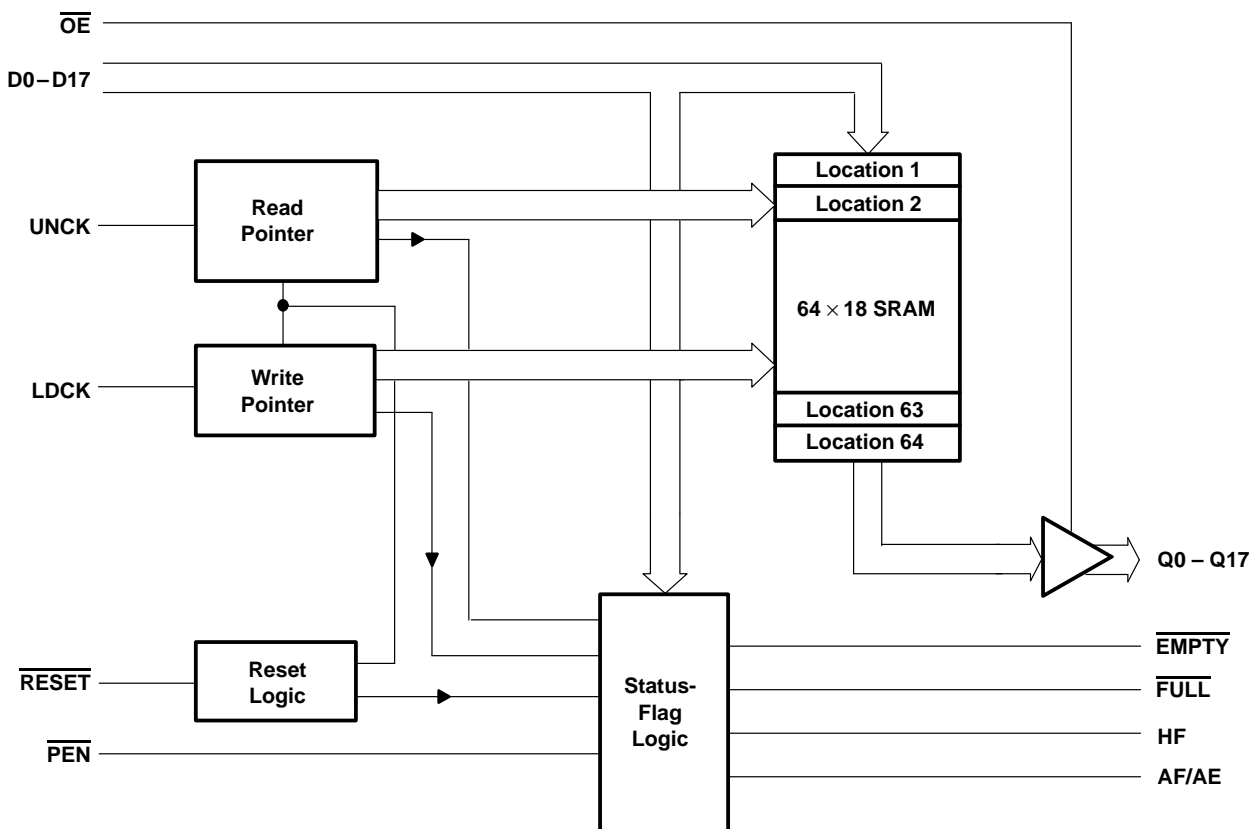 OE
D0–D17
Location 1
Location 2
Read
Pointer
UNCK
64 × 18 SRAM
Write
Pointer
LDCK
Location 63
Location 64
Q0 – Q17
Reset
Logic
RESET
Status-
Flag
Logic
EMPTY
FULL
HF
PEN
AF/AE